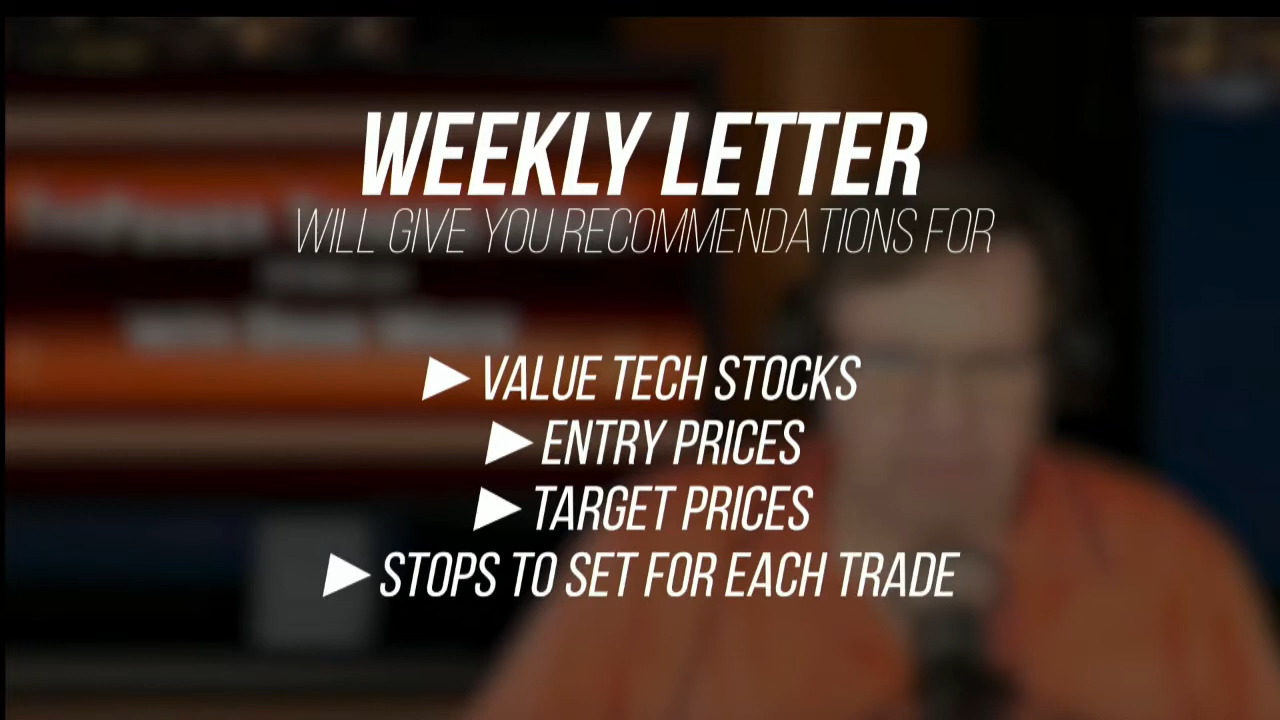 WEEKLY LETTER
WILL GIVE YOU RECOMMENDATIONS FOR
▶ VALUE TECH STOCKS
▶ ENTRY PRICES
▶ TARGET PRICES
▶ STOPS TO SET FOR EACH TRADE